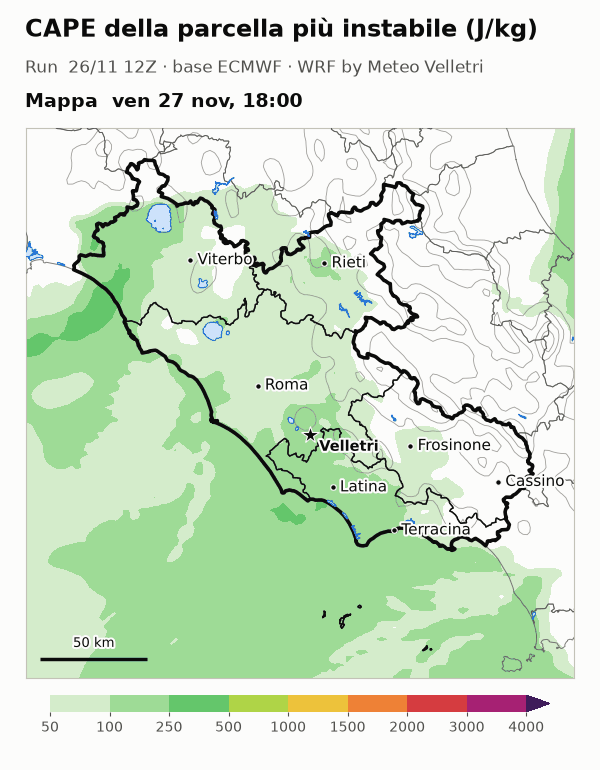 CAPE della parcella più instabile (J/kg)
Run  26/11 12Z · base ECMWF · WRF by Meteo Velletri
Mappa  ven 27 nov, 18:00
Viterbo
Rieti
Roma
Velletri
Frosinone
Cassino
Latina
Terracina
50 km
50 100 250 500 1000 1500 2000 3000 4000